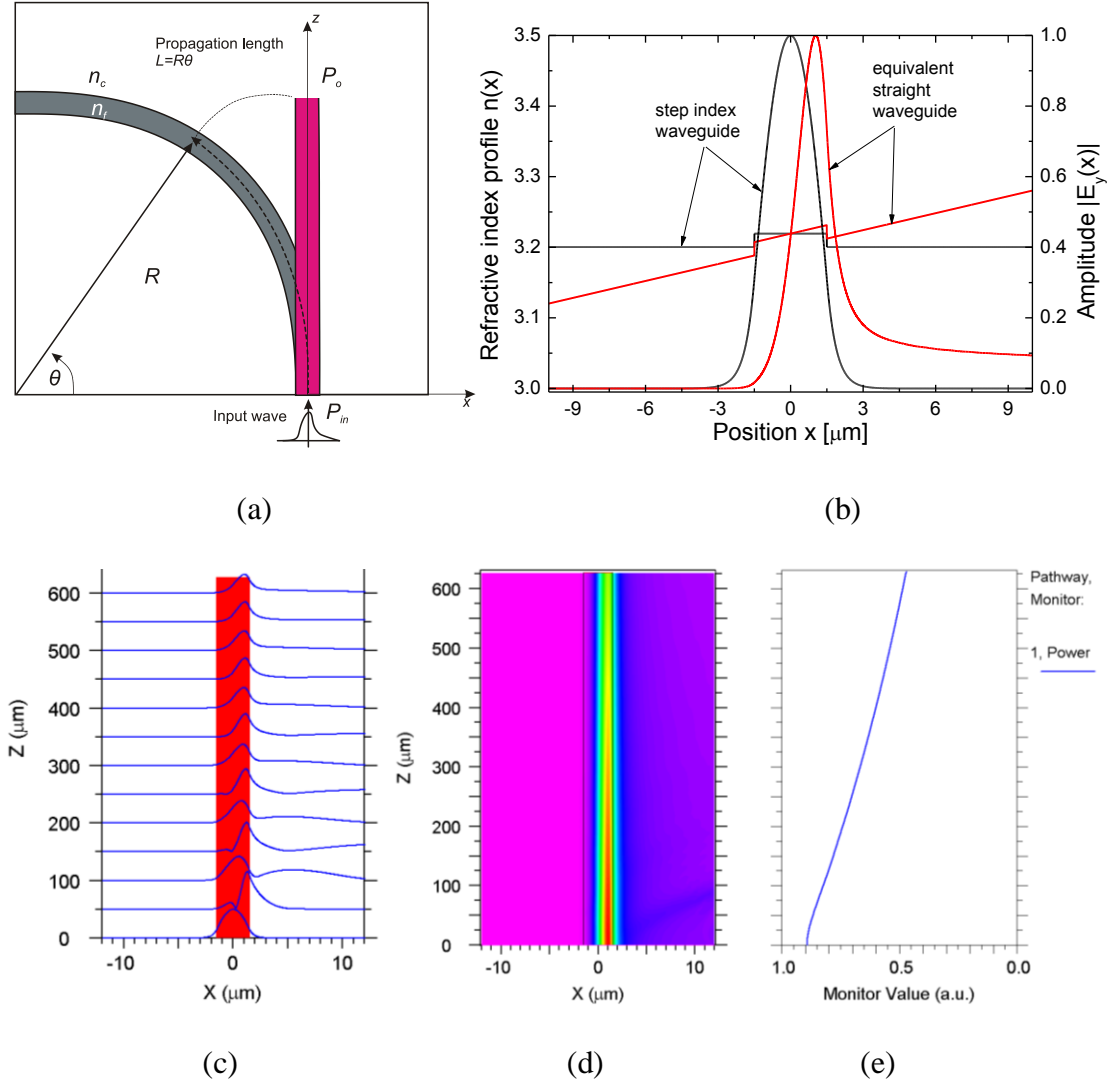 z
Propagation length
L=Rθ
P_o
n_c
n_f
R
θ
x
Input wave
P_in
(a)
Refractive index profile n(x)
3.5
3.4
3.3
3.2
3.1
3.0
step index
waveguide
equivalent
straight
waveguide
1.0
0.8
0.6
0.4
0.2
0.0
Amplitude |E_y(x)|
-9 -6 -3 0 3 6 9
Position x [μm]
(b)
Z (μm)
600
500
400
300
200
100
0
-10 0 10
X (μm)
(c)
Z (μm)
600
500
400
300
200
100
0
-10 0 10
X (μm)
(d)
Pathway,
Monitor:
1, Power
1.0 0.5 0.0
Monitor Value (a.u.)
(e)